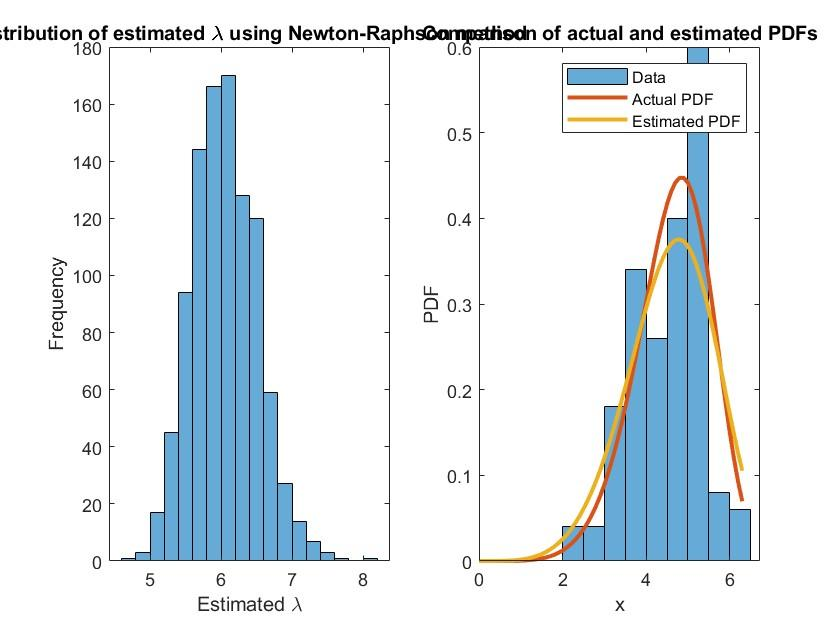 stribution of estimated λ using Newton-Raphson method
Comparison of actual and estimated PDFs
180
160
140
120
100
80
60
40
20
0
Frequency
5 6 7 8
Estimated λ
0.6
0.5
0.4
0.3
0.2
0.1
0
PDF
Data
Actual PDF
Estimated PDF
0 2 4 6
x